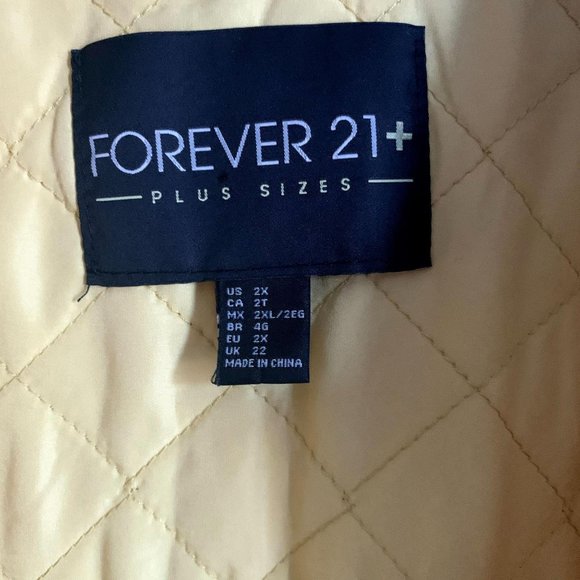 FOREVER 21+
PLUS SIZES
US 2X
CA 2T
MX 2XL/2EG
BR 4G
EU 2X
UK 22
MADE IN CHINA